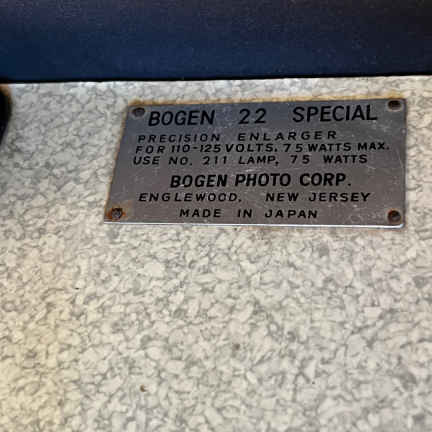 BOGEN 22 SPECIAL
PRECISION ENLARGER
FOR 110-125 VOLTS, 75 WATTS MAX.
USE NO. 211 LAMP, 75 WATTS
BOGEN PHOTO CORP.
ENGLEWOOD, NEW JERSEY
MADE IN JAPAN